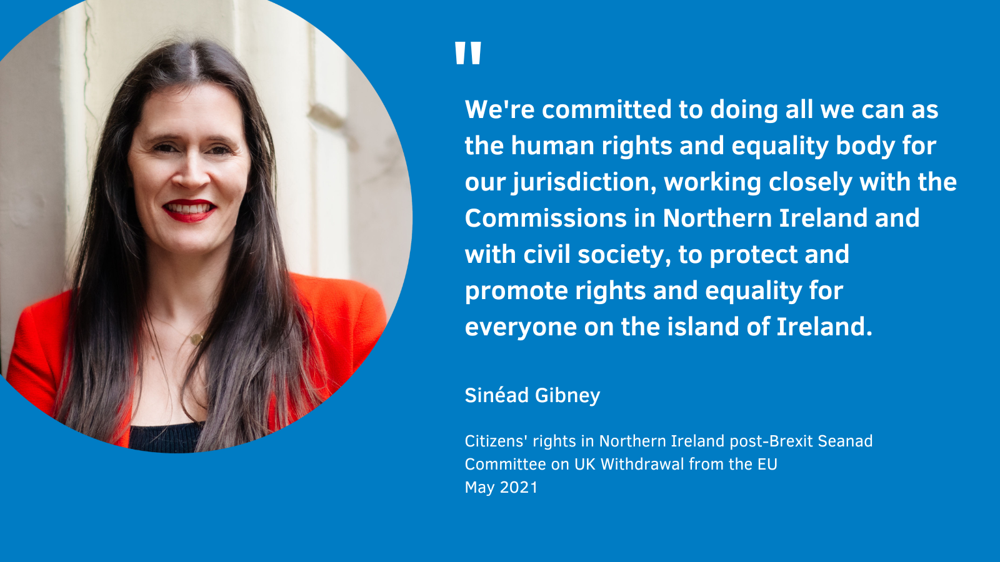 "
We're committed to doing all we can as
the human rights and equality body for
our jurisdiction, working closely with the
Commissions in Northern Ireland and
with civil society, to protect and
promote rights and equality for
everyone on the island of Ireland.
Sinéad Gibney
Citizens' rights in Northern Ireland post-Brexit Seanad
Committee on UK Withdrawal from the EU
May 2021